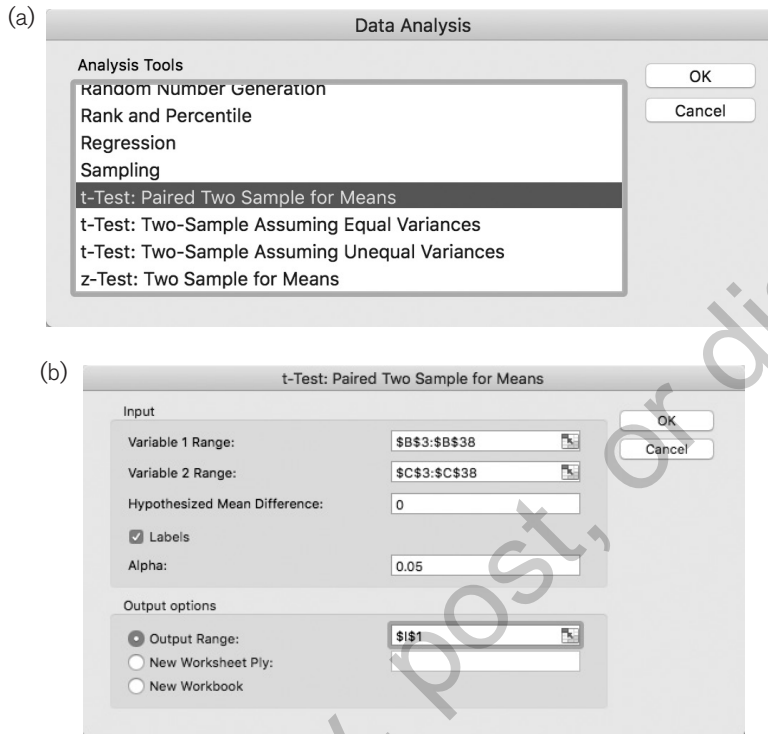 (a)
Data Analysis
Analysis Tools
Random Number Generation
Rank and Percentile
Regression
Sampling
t-Test: Paired Two Sample for Means
t-Test: Two-Sample Assuming Equal Variances
t-Test: Two-Sample Assuming Unequal Variances
z-Test: Two Sample for Means
OK
Cancel
(b)
t-Test: Paired Two Sample for Means
Input
Variable 1 Range: $B$3:$B$38
Variable 2 Range: $C$3:$C$38
Hypothesized Mean Difference: 0
Labels
Alpha: 0.05
Output options
Output Range: $I$1
New Worksheet Ply:
New Workbook
OK
Cancel
post, or